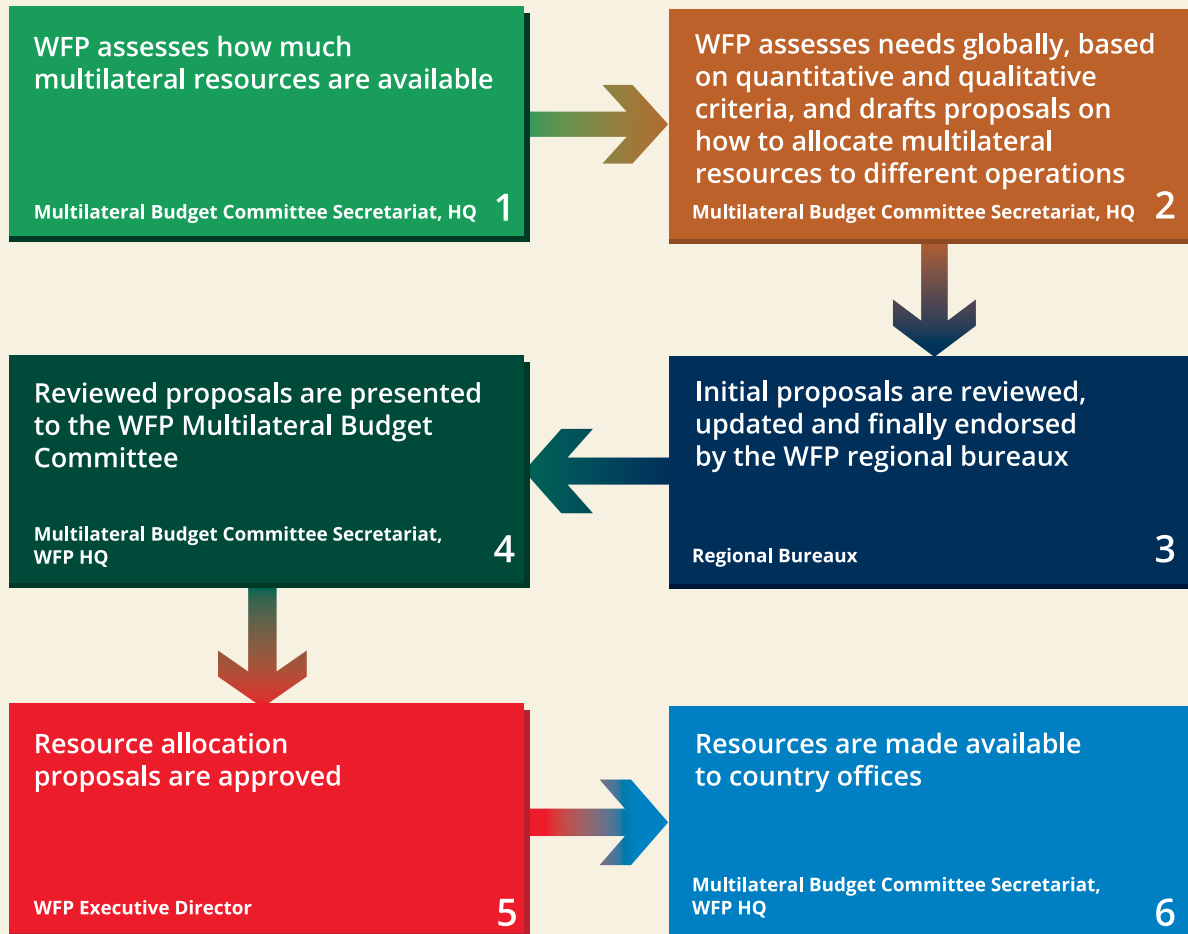 WFP assesses how much
multilateral resources are available
Multilateral Budget Committee Secretariat, HQ 1
WFP assesses needs globally, based
on quantitative and qualitative
criteria, and drafts proposals on
how to allocate multilateral
resources to different operations
Multilateral Budget Committee Secretariat, HQ 2
Initial proposals are reviewed,
updated and finally endorsed
by the WFP regional bureaux
Regional Bureaux 3
Reviewed proposals are presented
to the WFP Multilateral Budget
Committee
Multilateral Budget Committee Secretariat,
WFP HQ 4
Resource allocation
proposals are approved
WFP Executive Director 5
Resources are made available
to country offices
Multilateral Budget Committee Secretariat,
WFP HQ 6